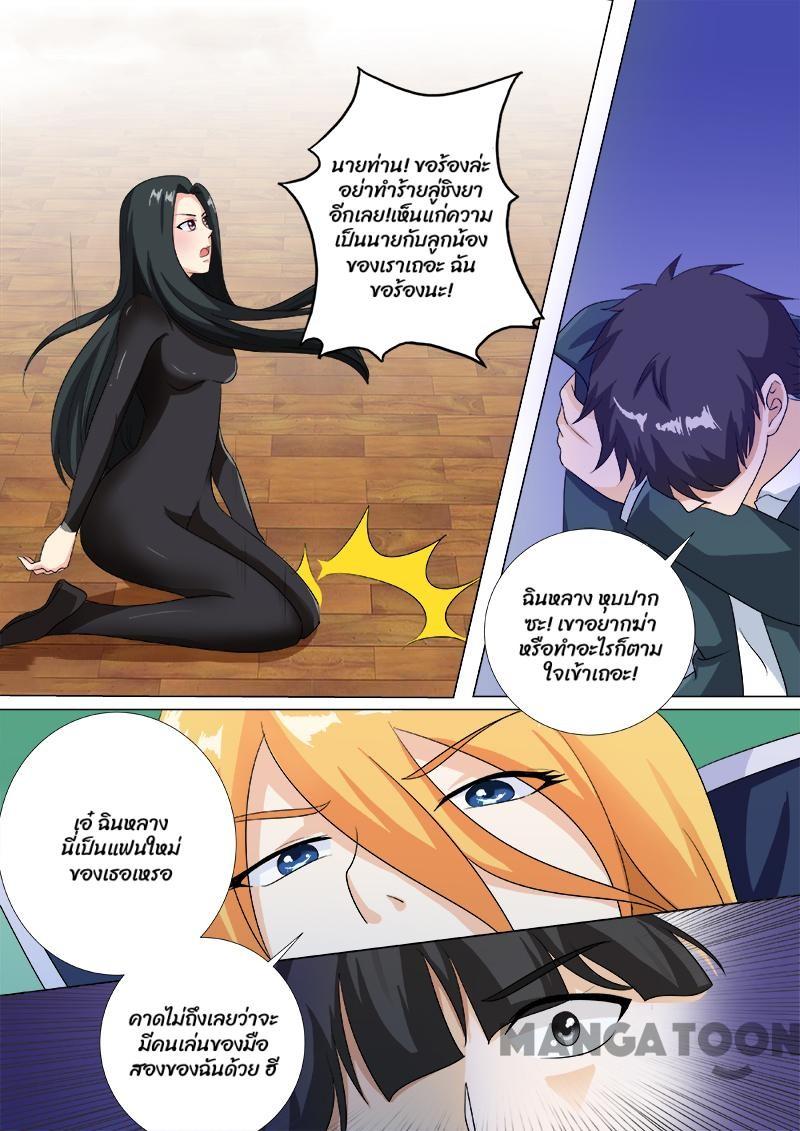 นายท่าน! ขอร้องล่ะ
อย่าทำร้ายลู่ชิงยา
อีกเลย!เห็นแก่ความ
เป็นนายกับลูกน้อง
ของเราเถอะ ฉัน
ขอร้องนะ!
ฉินหลาง หุบปาก
ซะ! เขาอยากฆ่า
หรือทำอะไรก็ตาม
ใจเข้าเถอะ!
เอ๋ ฉินหลาง
นี่เป็นแฟนใหม่
ของเธอเหรอ
คาดไม่ถึงเลยว่าจะ
มีคนเล่นของมือ
สองของฉันด้วย ฮึ
MANGATOON